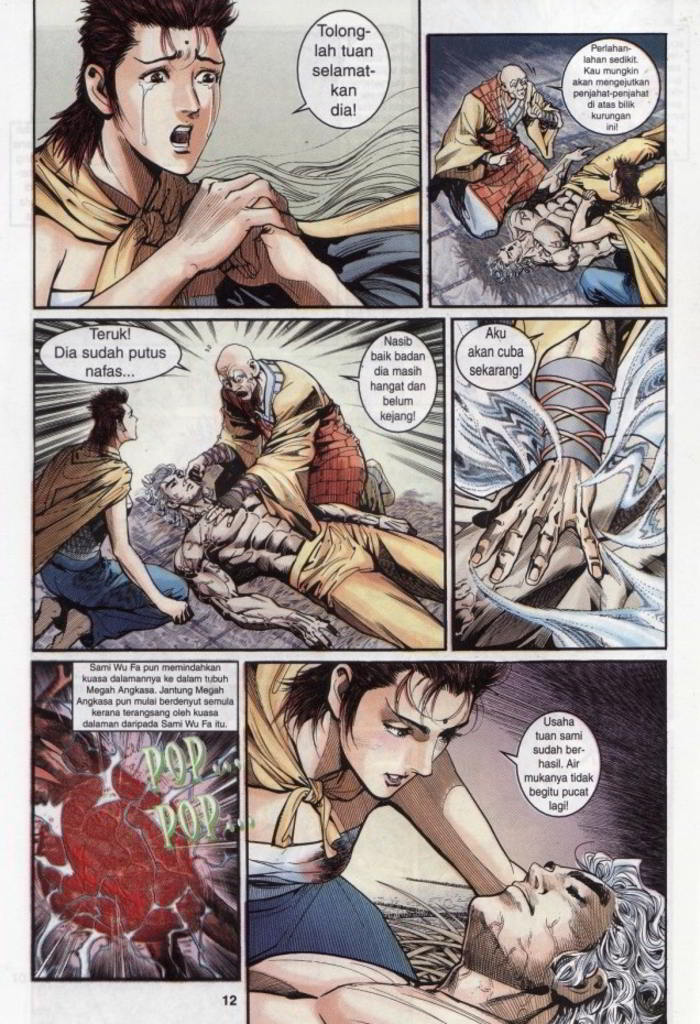 Tolong-
lah tuan
selamat-
kan
dia!
Perlahan-
lahan sedikit.
Kau mungkin
akan mengejutkan
penjahat-penjahat
di atas bilik
kurungan
ini!
Teruk!
Dia sudah putus
nafas...
Nasib
baik badan
dia masih
hangat dan
belum
kejang!
Aku
akan cuba
sekarang!
Sami Wu Fa pun memindahkan
kuasa dalamannya ke dalam tubuh
Megah Angkasa. Jantung Megah
Angkasa pun mulai berdenyut semula
kerana terangsang oleh kuasa
dalaman daripada Sami Wu Fa itu.
POP...
POP...
Usaha
tuan sami
sudah ber-
hasil. Air
mukanya tidak
begitu pucat
lagi!
12